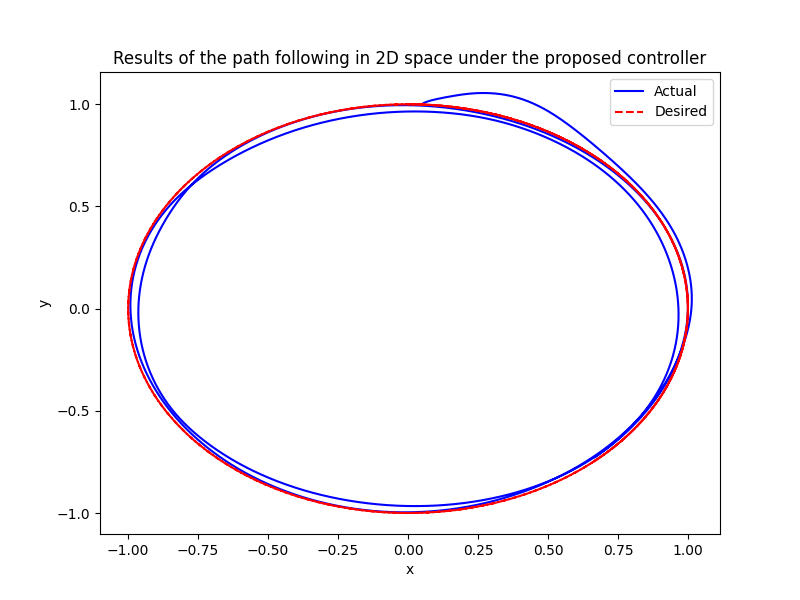 Results of the path following in 2D space under the proposed controller
Actual
Desired
1.0
0.5
0.0
−0.5
−1.0
y
−1.00 −0.75 −0.50 −0.25 0.00 0.25 0.50 0.75 1.00
x